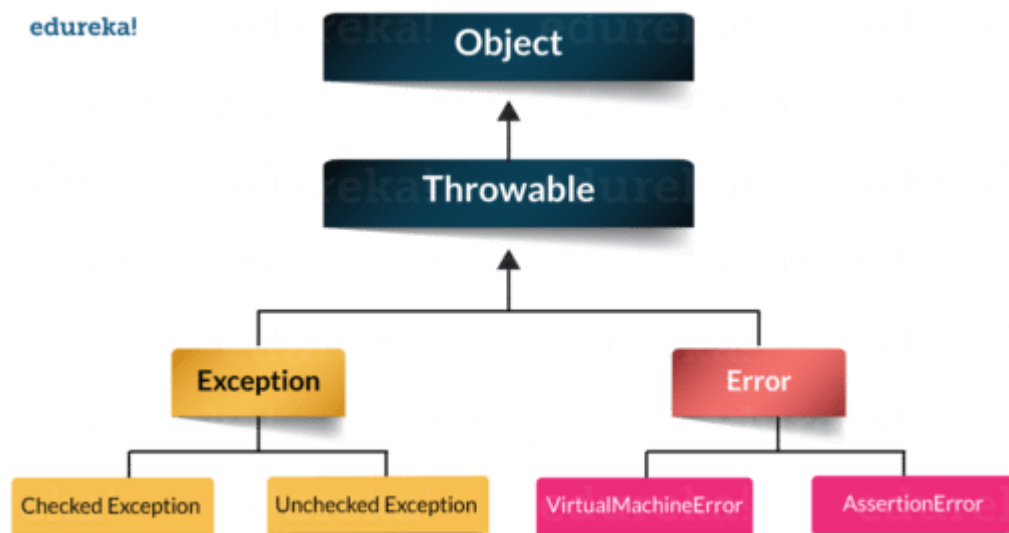 edureka!
Object
Throwable
Exception
Error
Checked Exception
Unchecked Exception
VirtualMachineError
AssertionError